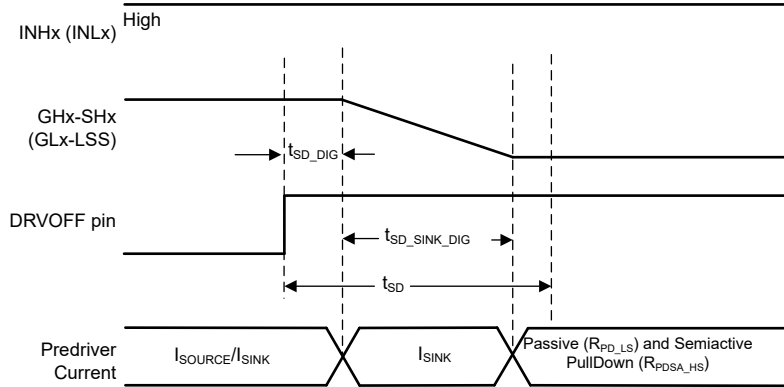 INHx (INLx)
High
GHx-SHx
(GLx-LSS)
tSD_DIG
DRVOFF pin
tSD_SINK_DIG
tSD
Predriver
Current
ISOURCE/ISINK
ISINK
Passive (RPD_LS) and Semiactive
PullDown (RPDSA_HS)